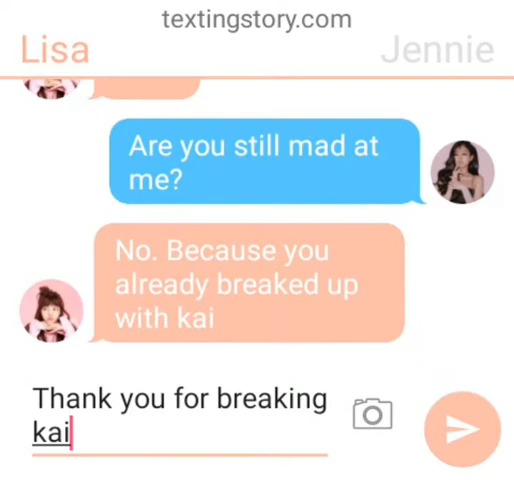 textingstory.com
Lisa
Jennie
Are you still mad at
me?
No. Because you
already breaked up
with kai
Thank you for breaking
kai